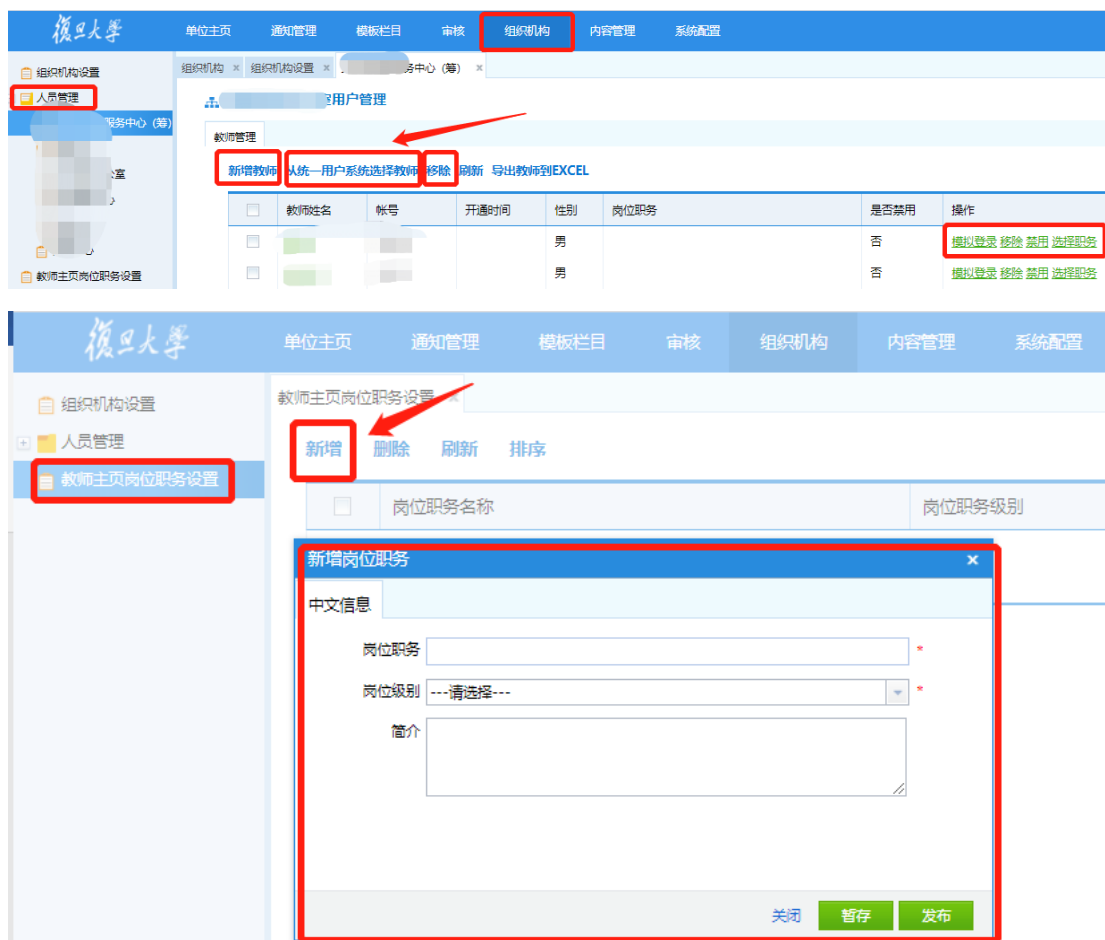 復旦大學 单位主页 通知管理 模板栏目 审核 组织机构 内容管理 系统配置
组织机构设置 组织机构 × 组织机构设置 × 务中心（筹） ×
人员管理 室用户管理
服务中心（筹）
教师管理
室 新增教师 从统一用户系统选择教师 移除 刷新 导出教师到EXCEL
教师姓名 帐号 开通时间 性别 岗位职务 是否禁用 操作
男 否 模拟登录 移除 禁用 选择职务
教师主页岗位职务设置 男 否 模拟登录 移除 禁用 选择职务
復旦大學 单位主页 通知管理 模板栏目 审核 组织机构 内容管理 系统配置
组织机构设置 教师主页岗位职务设置 ×
人员管理 新增 删除 刷新 排序
教师主页岗位职务设置
岗位职务名称 岗位职务级别
新增岗位职务 ×
中文信息
岗位职务 *
岗位级别 ---请选择--- *
简介
关闭 暂存 发布